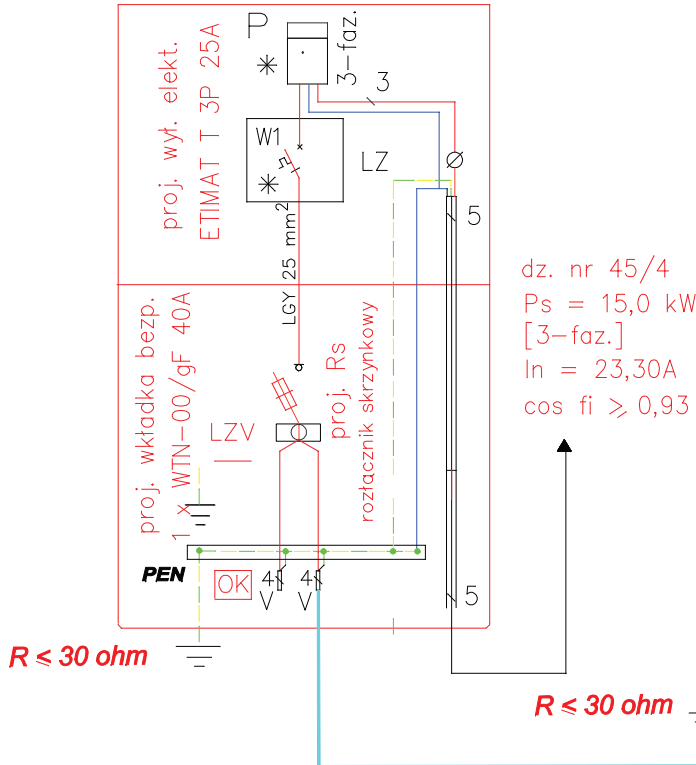 P
3-faz.
3
proj. wył. elekt.
ETIMAT T 3P 25A
W1
LZ
5
LGY 25 mm²
dz. nr 45/4
Ps = 15,0 kW
[3-faz.]
In = 23,30A
cos fi ⩾ 0,93
proj. wkładka bezp.
1 x WTN-00/gF 40A
LZV
proj. Rs
rozłącznik skrzynkowy
PEN
OK
4
V
4
V
5
R ⩽ 30 ohm
R ⩽ 30 ohm